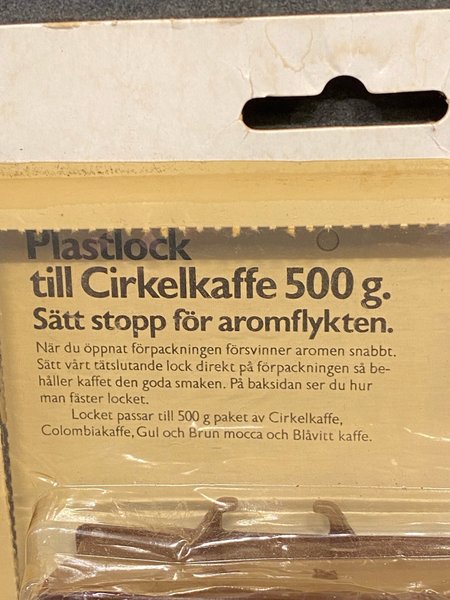 Plastlock
till Cirkelkaffe 500 g.
Sätt stopp för aromflykten.
När du öppnat förpackningen försvinner aromen snabbt.
Sätt vårt tätslutande lock direkt på förpackningen så be-
håller kaffet den goda smaken. På baksidan ser du hur
man fäster locket.
Locket passar till 500 g paket av Cirkelkaffe,
Colombiakaffe, Gul och Brun mocca och Blåvitt kaffe.